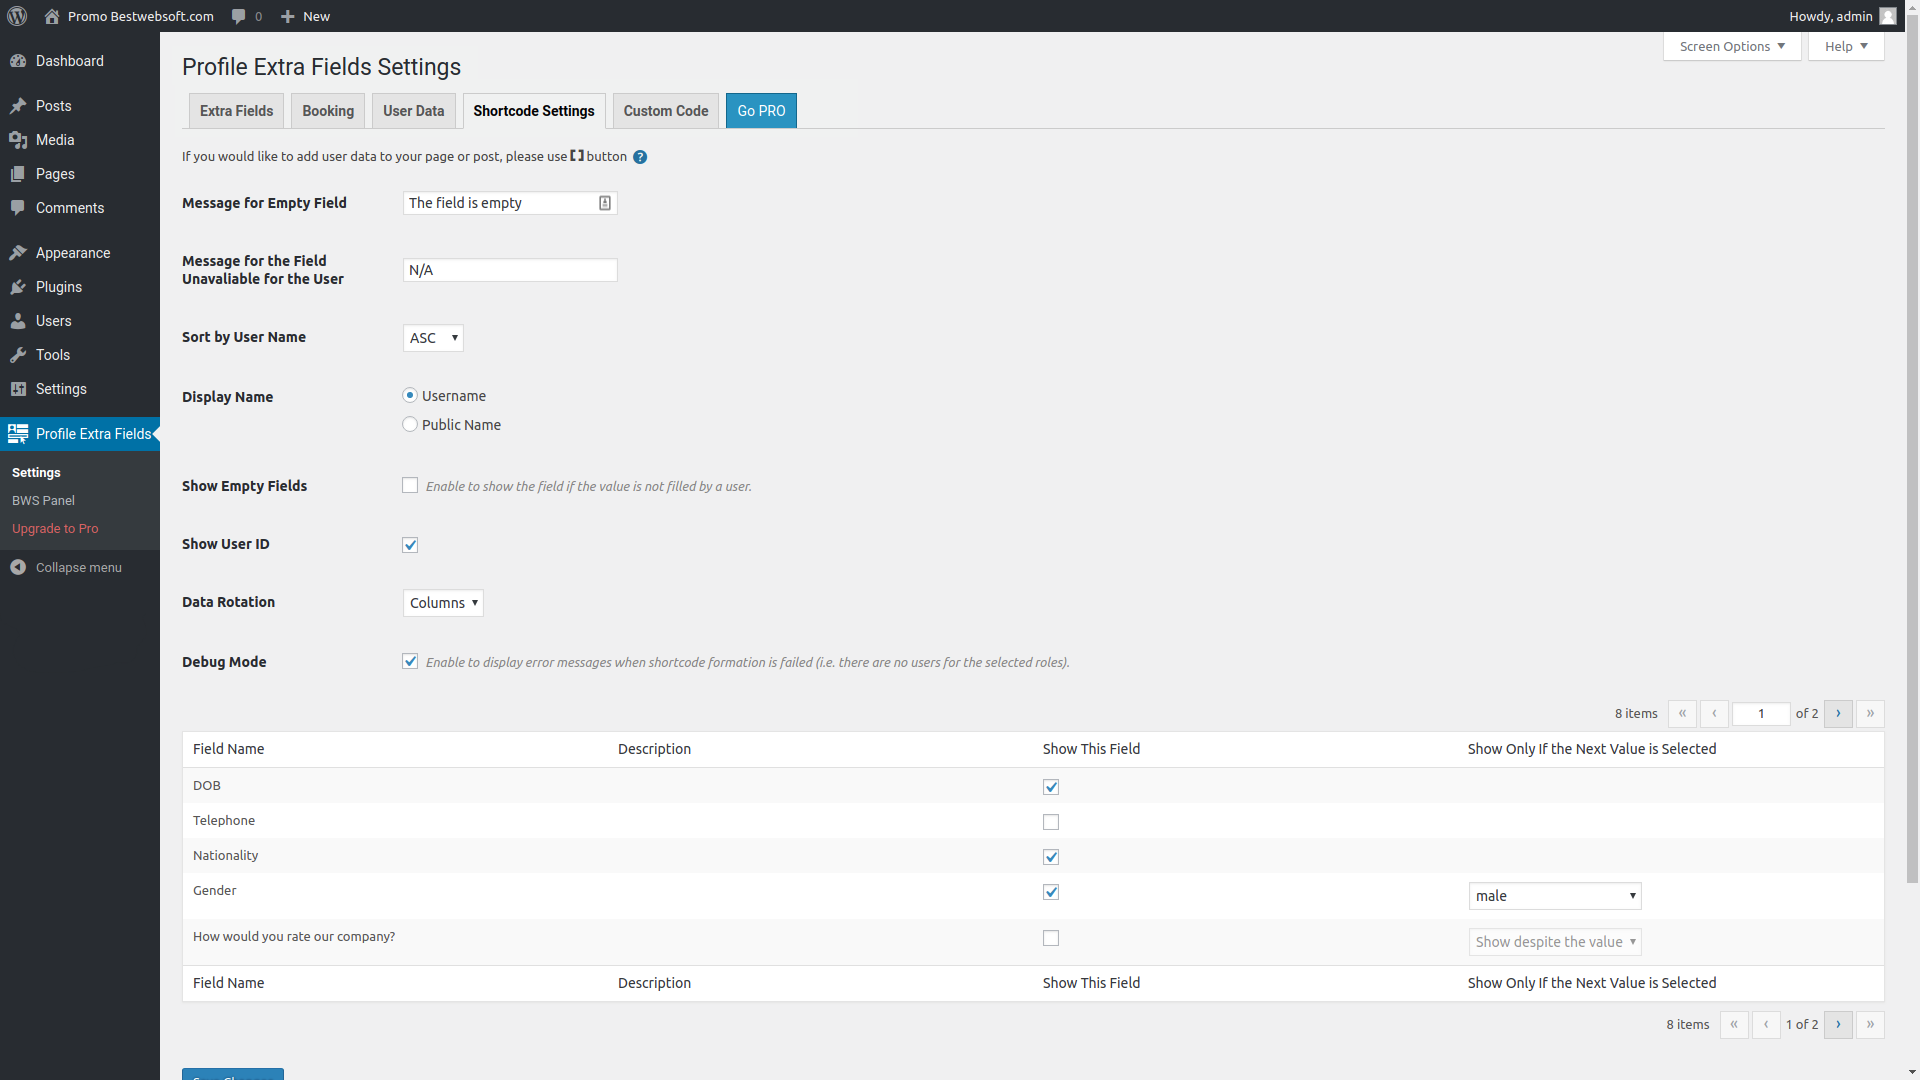 Promo Bestwebsoft.com 0 New Howdy, admin
Screen Options Help
Dashboard
Posts
Media
Pages
Comments
Appearance
Plugins
Users
Tools
Settings
Profile Extra Fields
Settings
BWS Panel
Upgrade to Pro
Collapse menu
Profile Extra Fields Settings
Extra Fields Booking User Data Shortcode Settings Custom Code Go PRO
If you would like to add user data to your page or post, please use [] button ?
Message for Empty Field The field is empty
Message for the Field
Unavaliable for the User N/A
Sort by User Name ASC
Display Name Username
Public Name
Show Empty Fields Enable to show the field if the value is not filled by a user.
Show User ID
Data Rotation Columns
Debug Mode Enable to display error messages when shortcode formation is failed (i.e. there are no users for the selected roles).
8 items « ‹ 1 of 2 › »
Field Name Description Show This Field Show Only If the Next Value is Selected
DOB
Telephone
Nationality
Gender male
How would you rate our company? Show despite the value
Field Name Description Show This Field Show Only If the Next Value is Selected
8 items « ‹ 1 of 2 › »